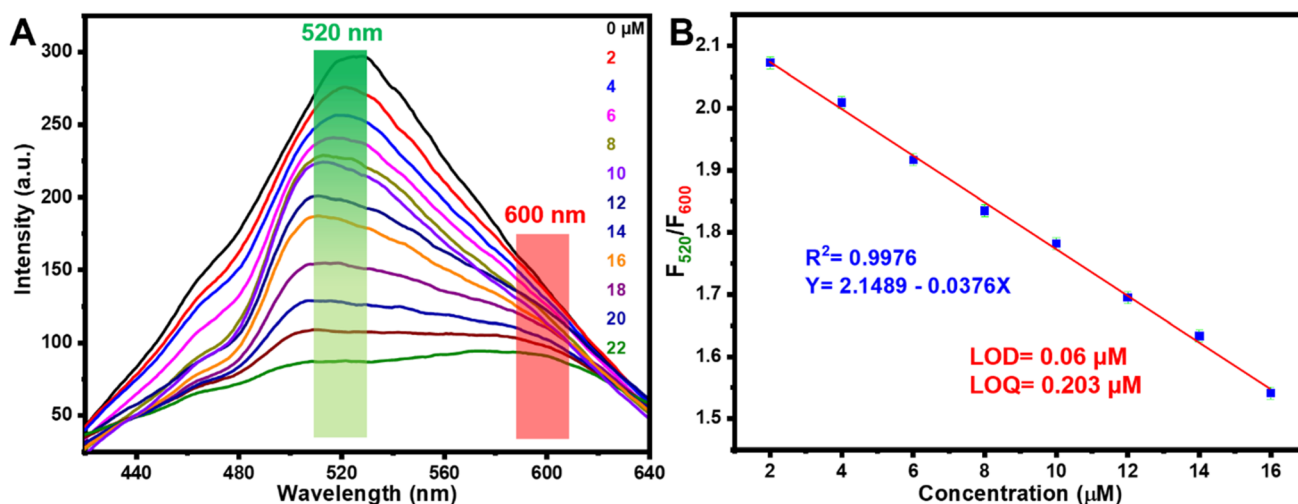 A
520 nm
600 nm
0 µM
2
4
6
8
10
12
14
16
18
20
22
300
250
200
150
100
50
Intensity (a.u.)
440 480 520 560 600 640
Wavelength (nm)
B
2.1
2.0
1.9
1.8
1.7
1.6
1.5
F520/F600
R²= 0.9976
Y= 2.1489 - 0.0376X
LOD= 0.06 µM
LOQ= 0.203 µM
2 4 6 8 10 12 14 16
Concentration (µM)